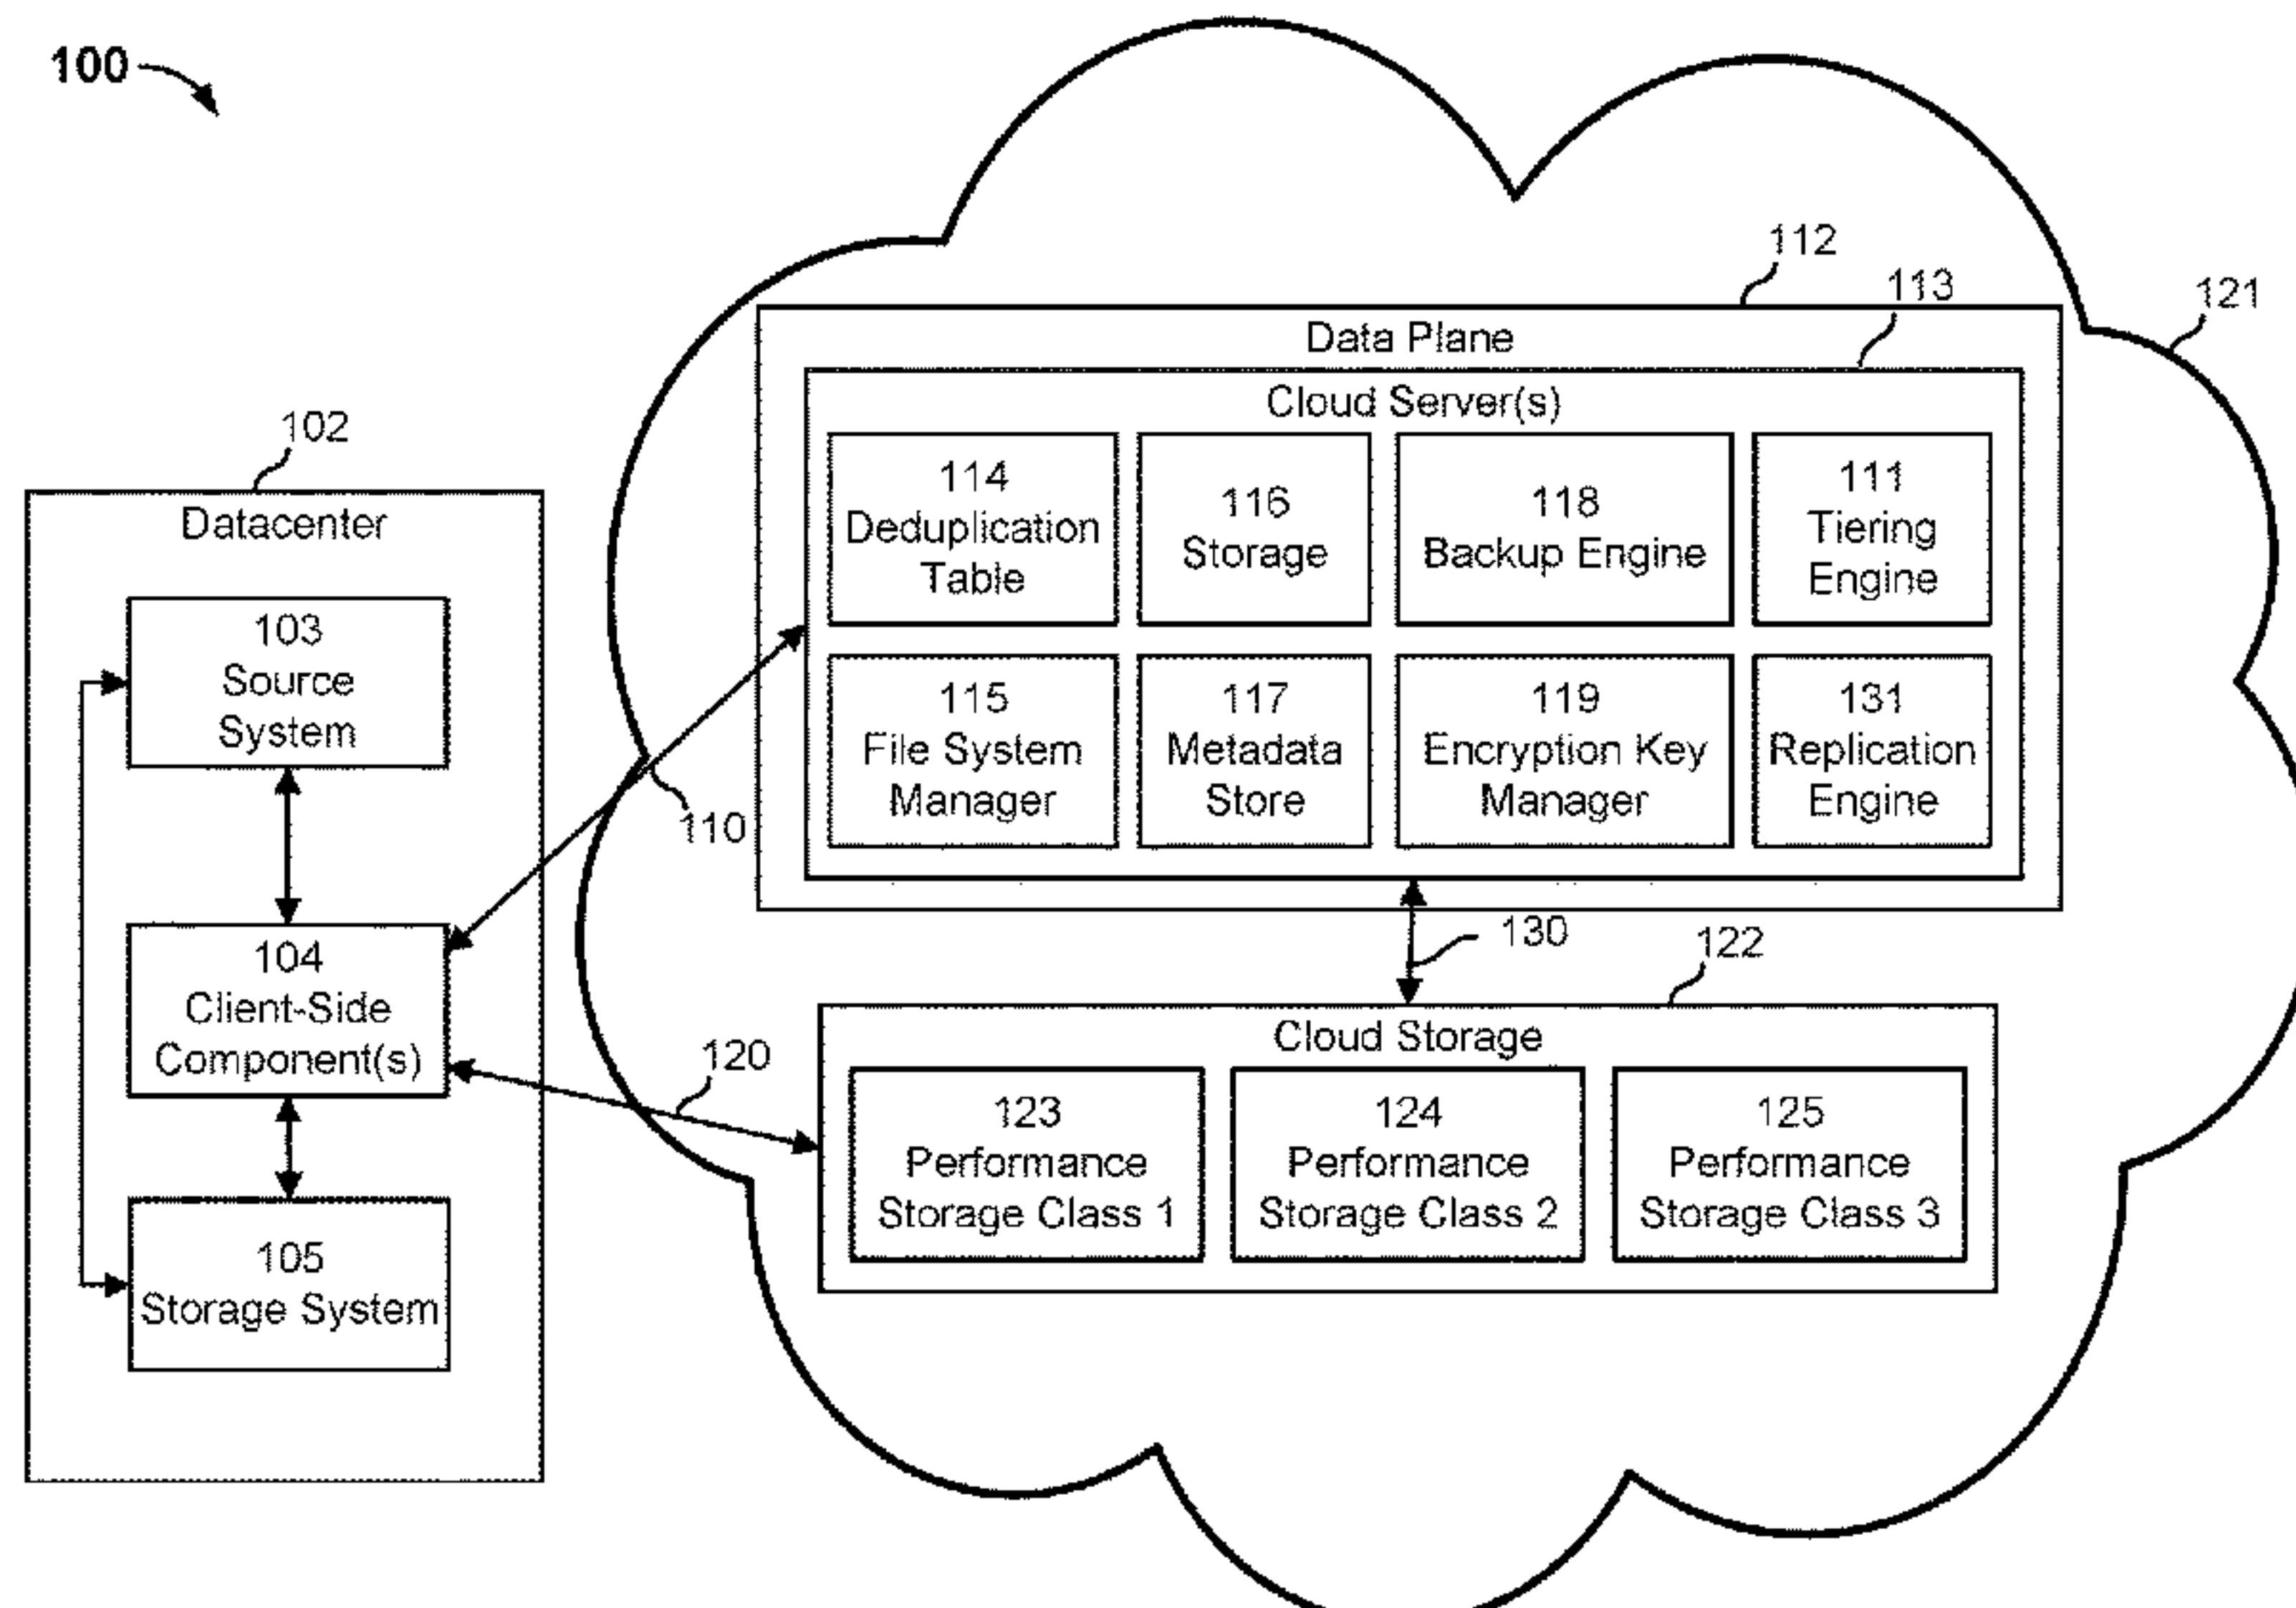 100
112
113
121
Data Plane
Cloud Server(s)
102
114
Deduplication
Table
116
Storage
118
Backup Engine
111
Tiering
Engine
Datacenter
103
Source
System
115
File System
Manager
117
Metadata
Store
119
Encryption Key
Manager
131
Replication
Engine
110
104
Client-Side
Component(s)
130
122
120
Cloud Storage
123
Performance
Storage Class 1
124
Performance
Storage Class 2
125
Performance
Storage Class 3
105
Storage System